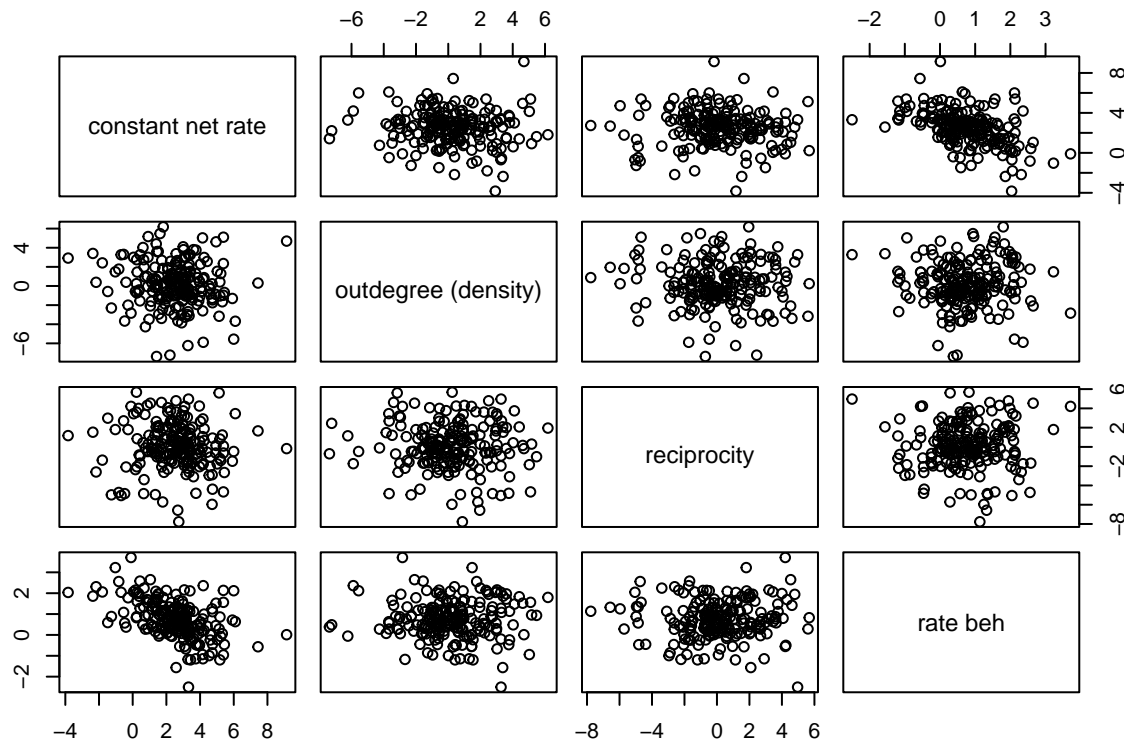 −6 −2 2 4 6
−2 0 1 2 3
constant net rate
−4 0 4 8
−6 0 4
outdegree (density)
reciprocity
−8 −2 2 6
−2 0 2
rate beh
−4 0 2 4 6 8
−8 −4 0 2 4 6